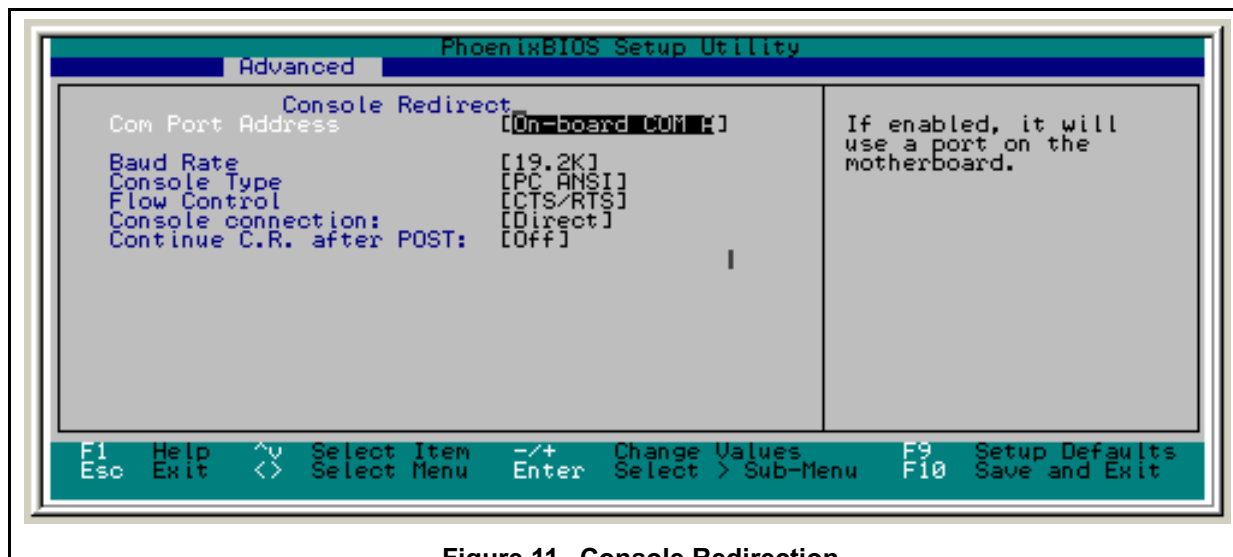 PhoenixBIOS Setup Utility
Advanced
Console Redirect
Com Port Address [On-board COM A]
Baud Rate [19.2K]
Console Type [PC ANSI]
Flow Control [CTS/RTS]
Console connection: [Direct]
Continue C.R. after POST: [Off]
If enabled, it will
use a port on the
motherboard.
F1 Help ^v Select Item -/+ Change Values F9 Setup Defaults
Esc Exit <> Select Menu Enter Select > Sub-Menu F10 Save and Exit
Figure 11. Console Redirection